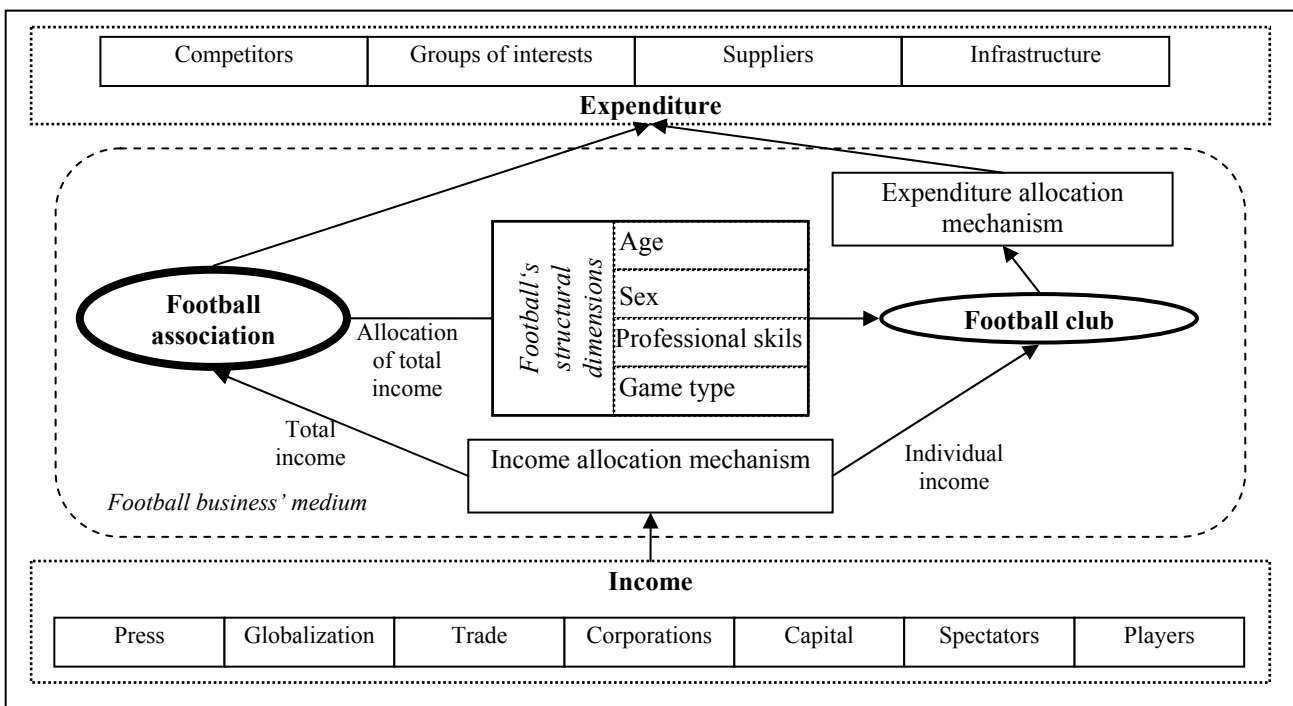 Competitors
Groups of interests
Suppliers
Infrastructure
Expenditure
Expenditure allocation
mechanism
Football‘s
structural
dimensions
Age
Sex
Professional skils
Game type
Football
association
Allocation
of total
income
Football club
Total
income
Income allocation mechanism
Individual
income
Football business’ medium
Income
Press
Globalization
Trade
Corporations
Capital
Spectators
Players